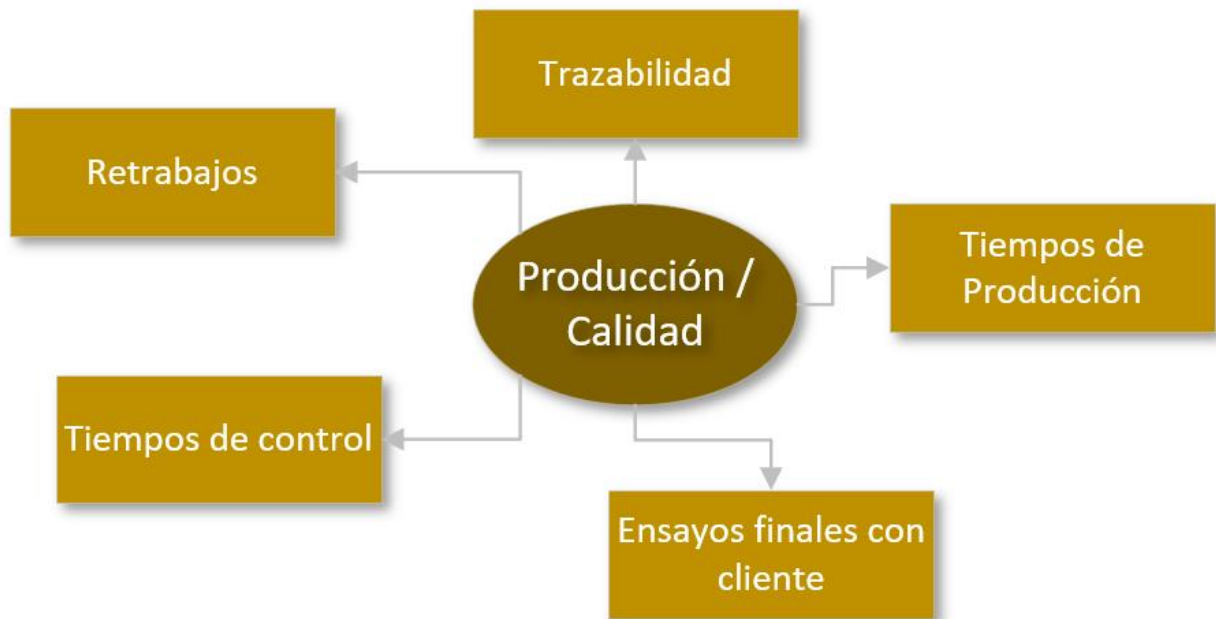 Trazabilidad
Retrabajos
Tiempos de
Producción
Producción /
Calidad
Tiempos de control
Ensayos finales con
cliente